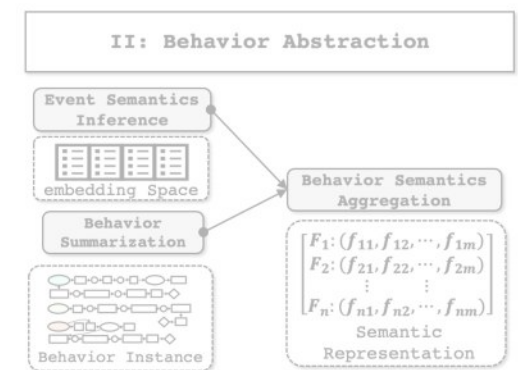 II: Behavior Abstraction
Event Semantics
Inference
embedding Space
Behavior
Summarization
Behavior Instance
Behavior Semantics
Aggregation
F₁: (f₁₁, f₁₂, ⋯, f₁ₘ)
F₂: (f₂₁, f₂₂, ⋯, f₂ₘ)
⋮ ⋮
Fₙ: (fₙ₁, fₙ₂, ⋯, fₙₘ)
Semantic
Representation